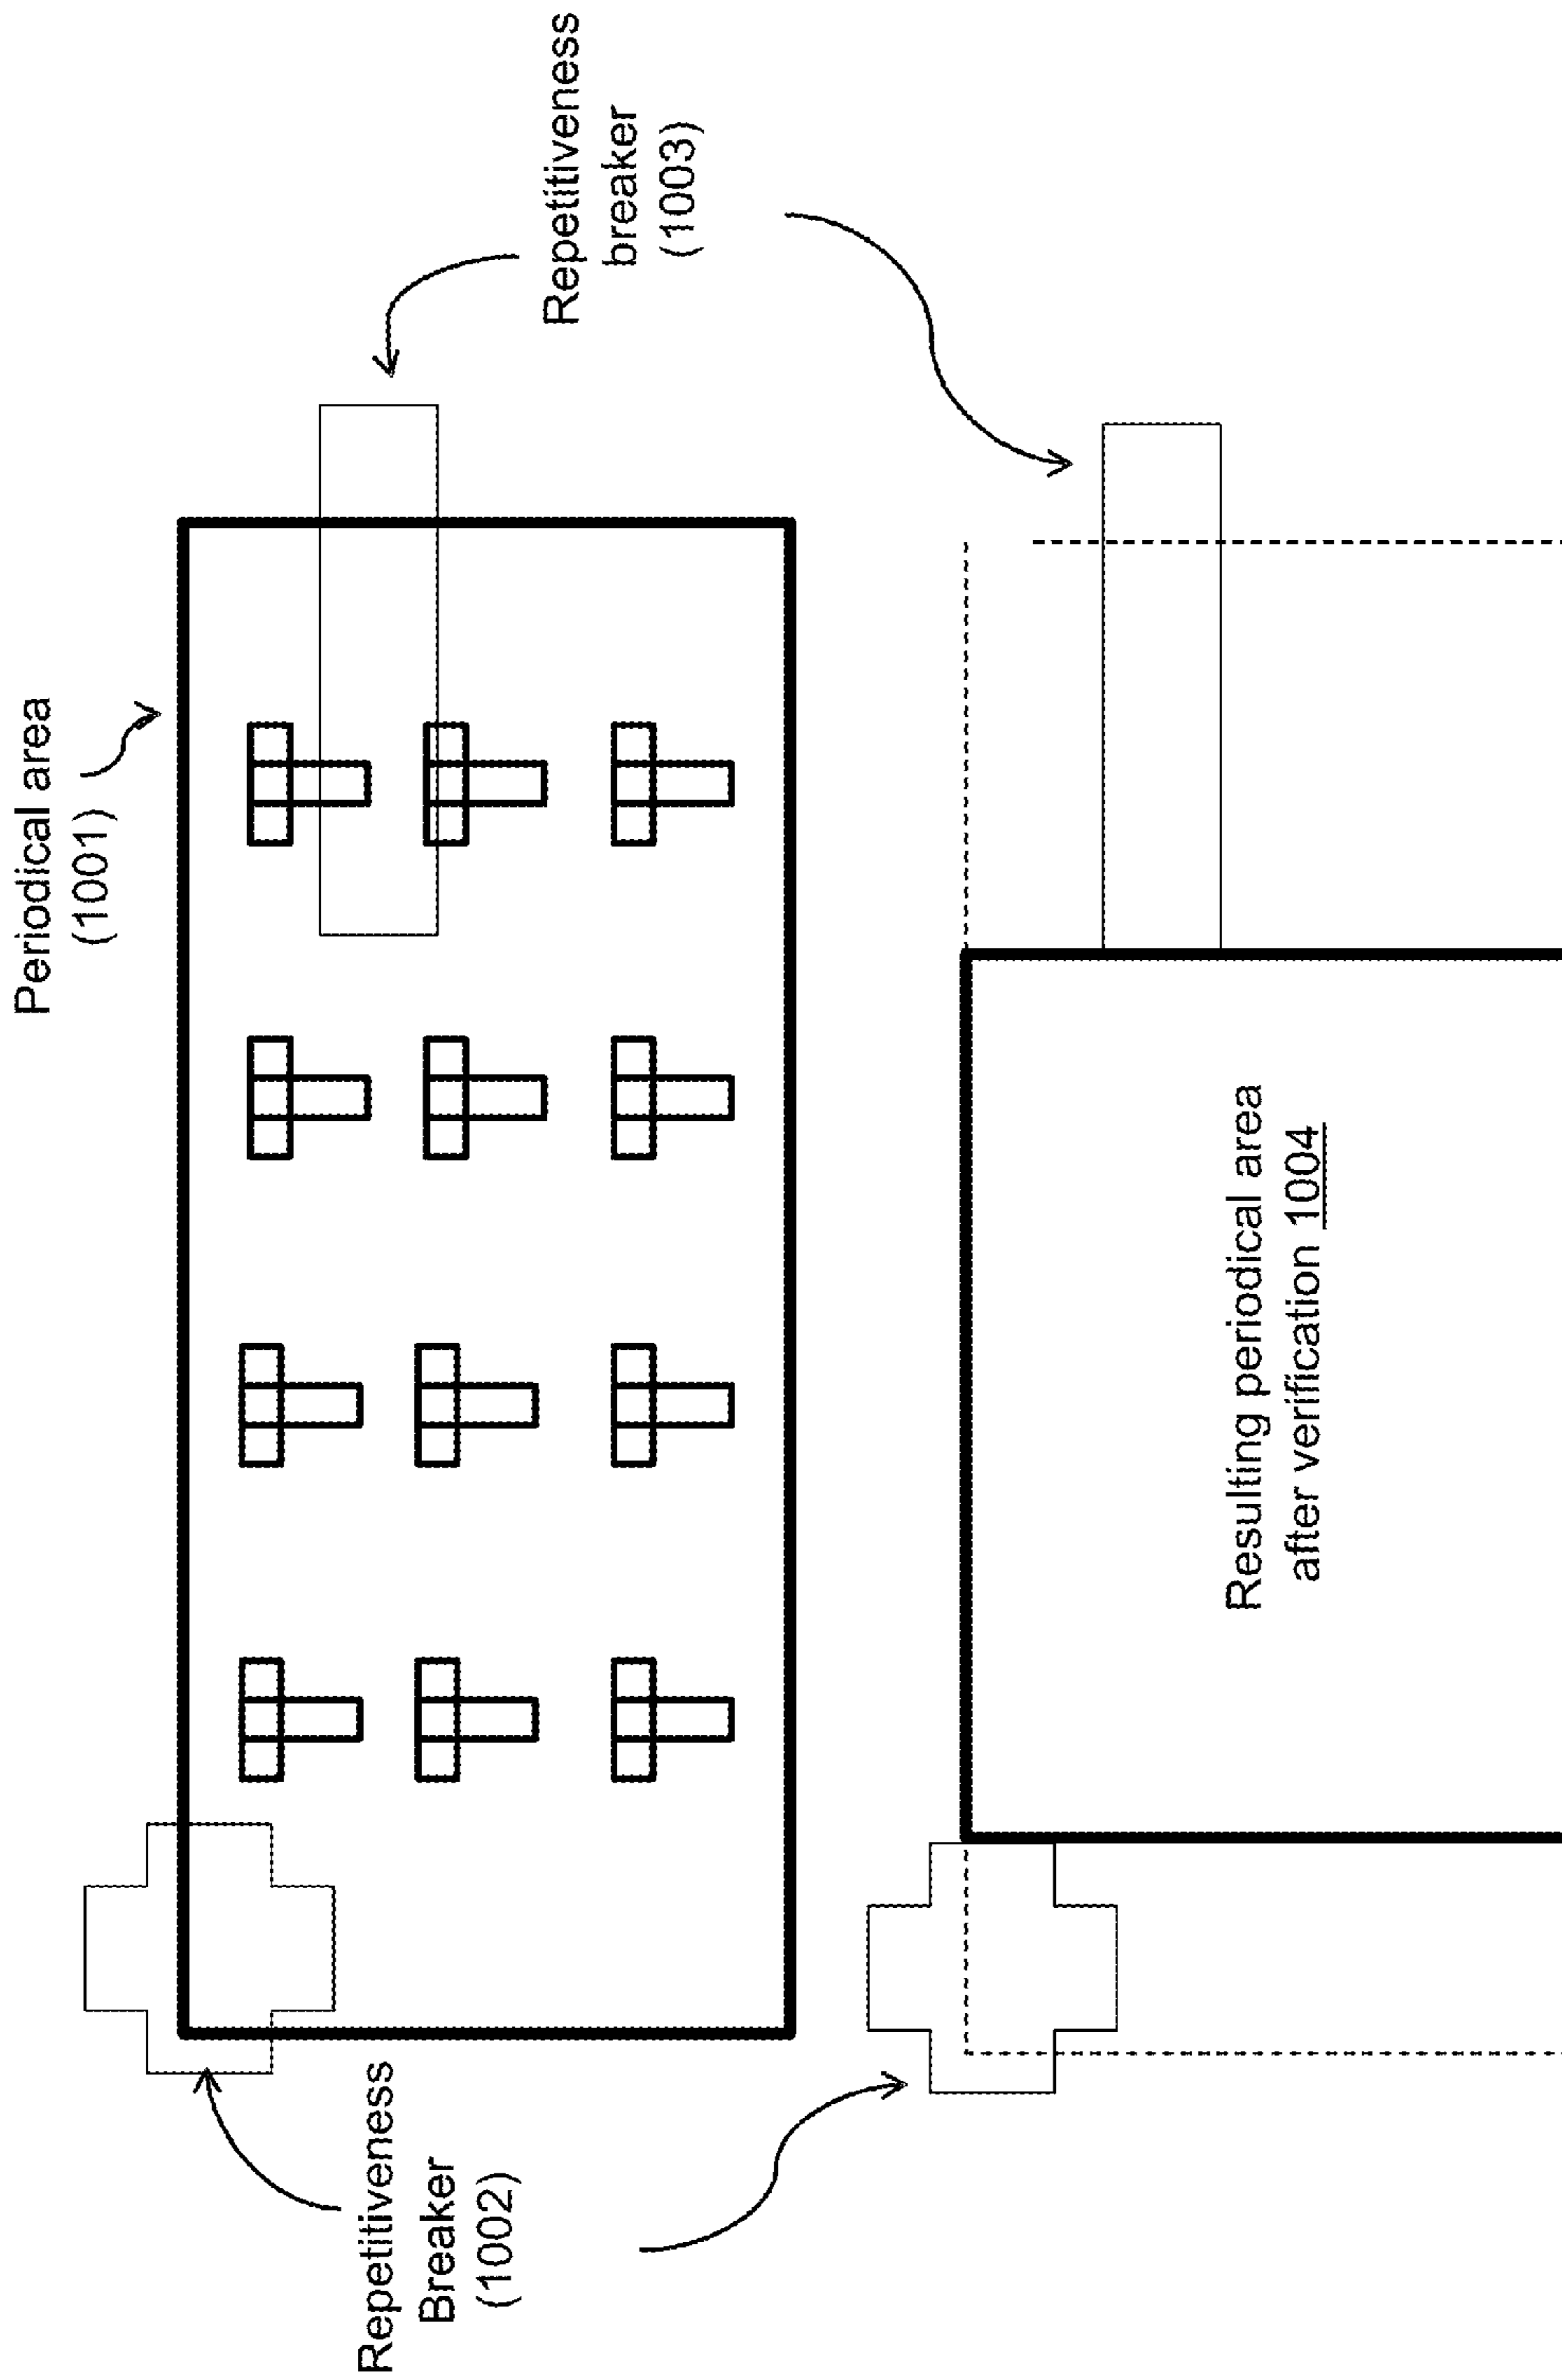 Periodical area
(1001)
Repetitiveness
breaker
(1003)
Repetitiveness
Breaker
(1002)
Resulting periodical area
after verification 1004